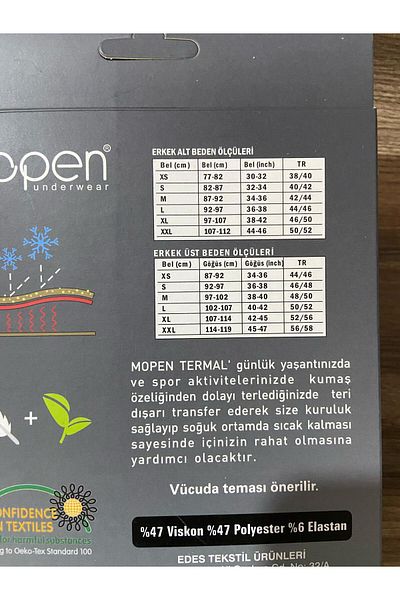 open®
underwear
ERKEK ALT BEDEN ÖLÇÜLERİ
Bel (cm) Bel (cm) Bel (inch) TR
XS 77-82 30-32 38/40
S 82-87 32-34 40/42
M 87-92 34-36 42/44
L 92-97 36-38 44/46
XL 97-107 38-42 46/50
XXL 107-112 44-46 50/52
ERKEK ÜST BEDEN ÖLÇÜLERİ
Bel (cm) Göğüs (cm) Göğüs (inch) TR
XS 87-92 34-36 44/46
S 92-97 36-38 46/48
M 97-102 38-40 48/50
L 102-107 40-42 50/52
XL 107-114 42-45 52/56
XXL 114-119 45-47 56/58
MOPEN TERMAL' günlük yaşantınızda
ve spor aktivitelerinizde kumaş
özeliğinden dolayı terlediğinizde teri
dışarı transfer ederek size kuruluk
sağlayıp soğuk ortamda sıcak kalması
sayesinde içinizin rahat olmasına
yardımcı olacaktır.
+
Vücuda teması önerilir.
ONFIDENCE
N TEXTILES
for harmful substances
g to Oeko-Tex Standard 100
%47 Viskon %47 Polyester %6 Elastan
EDES TEKSTİL ÜRÜNLERİ